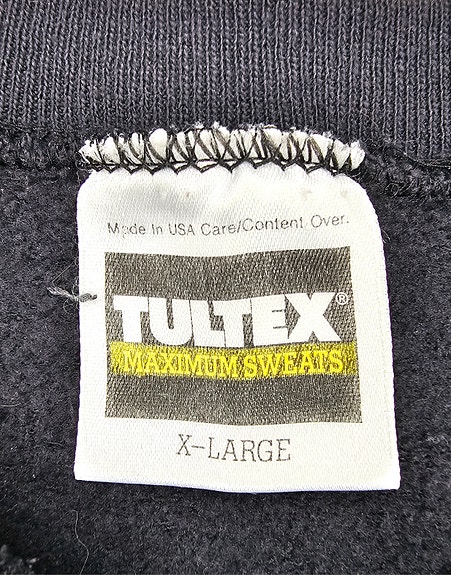 Made In USA Care/Content Over.
TULTEX®
MAXIMUM SWEATS
X-LARGE